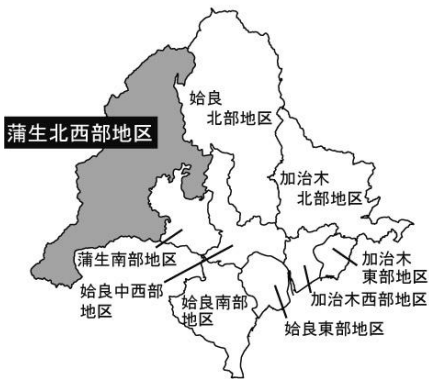 姶良
北部地区
蒲生北西部地区
加治木
北部地区
蒲生南部地区
姶良中西部
地区
姶良南部
地区
加治木
東部地区
加治木西部地区
姶良東部地区